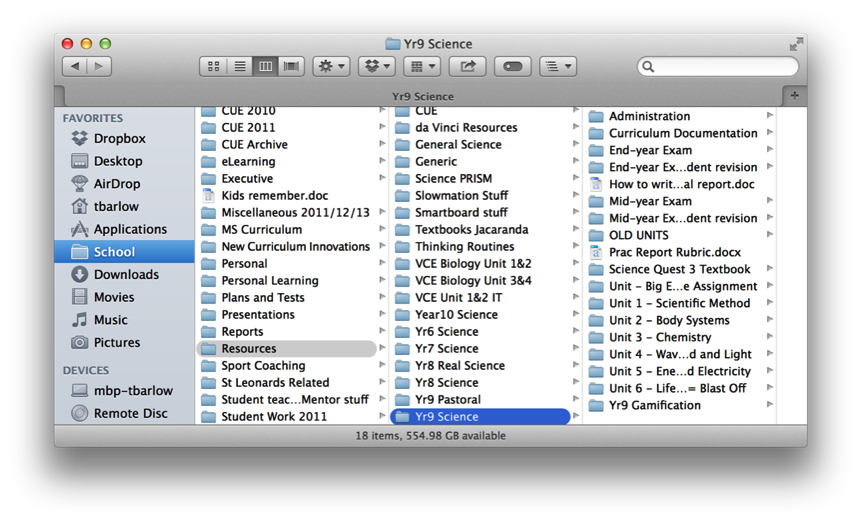 Yr9 Science
Yr9 Science
FAVORITES
Dropbox
Desktop
AirDrop
tbarlow
Applications
School
Downloads
Movies
Music
Pictures
DEVICES
mbp-tbarlow
Remote Disc
CUE 2010
CUE 2011
CUE Archive
eLearning
Executive
Kids remember.doc
Miscellaneous 2011/12/13
MS Curriculum
New Curriculum Innovations
Personal
Personal Learning
Plans and Tests
Presentations
Reports
Resources
Sport Coaching
St Leonards Related
Student teac...Mentor stuff
Student Work 2011
CUE
da Vinci Resources
General Science
Generic
Science PRISM
Slowmation Stuff
Smartboard stuff
Textbooks Jacaranda
Thinking Routines
VCE Biology Unit 1&2
VCE Biology Unit 3&4
VCE Unit 1&2 IT
Year10 Science
Yr6 Science
Yr7 Science
Yr8 Real Science
Yr8 Science
Yr9 Pastoral
Yr9 Science
Administration
Curriculum Documentation
End-year Exam
End-year Ex...dent revision
How to writ...al report.doc
Mid-year Exam
Mid-year Ex...dent revision
OLD UNITS
Prac Report Rubric.docx
Science Quest 3 Textbook
Unit - Big E...e Assignment
Unit 1 - Scientific Method
Unit 2 - Body Systems
Unit 3 - Chemistry
Unit 4 - Wav...d and Light
Unit 5 - Ene...d Electricity
Unit 6 - Life...= Blast Off
Yr9 Gamification
18 items, 554.98 GB available